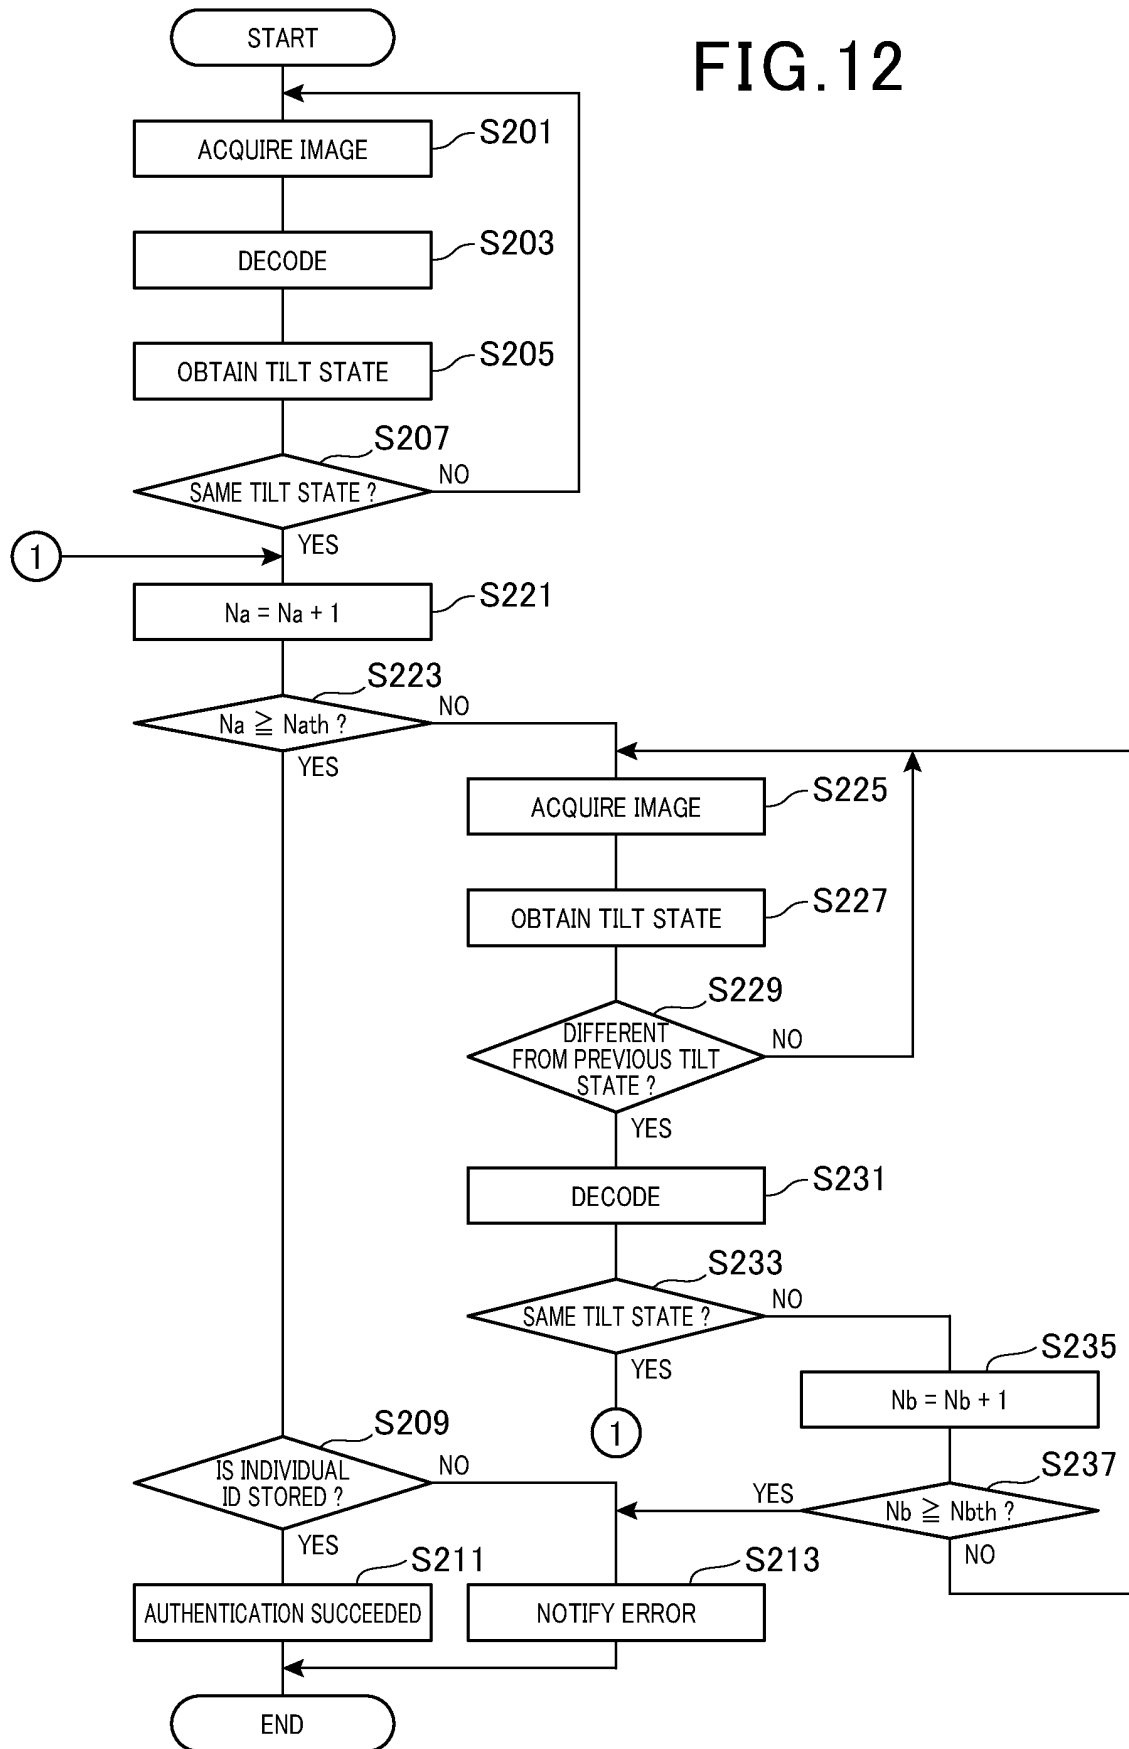 FIG.12
START
S201
ACQUIRE IMAGE
S203
DECODE
S205
OBTAIN TILT STATE
S207
SAME TILT STATE ?
NO
YES
1
S221
Na = Na + 1
S223
Na ≧ Nath ?
NO
YES
S225
ACQUIRE IMAGE
S227
OBTAIN TILT STATE
S229
DIFFERENT
FROM PREVIOUS TILT
STATE ?
NO
YES
S231
DECODE
S233
SAME TILT STATE ?
NO
YES
1
S235
Nb = Nb + 1
S237
Nb ≧ Nbth ?
YES
NO
S209
IS INDIVIDUAL
ID STORED ?
NO
YES
S211
AUTHENTICATION SUCCEEDED
S213
NOTIFY ERROR
END